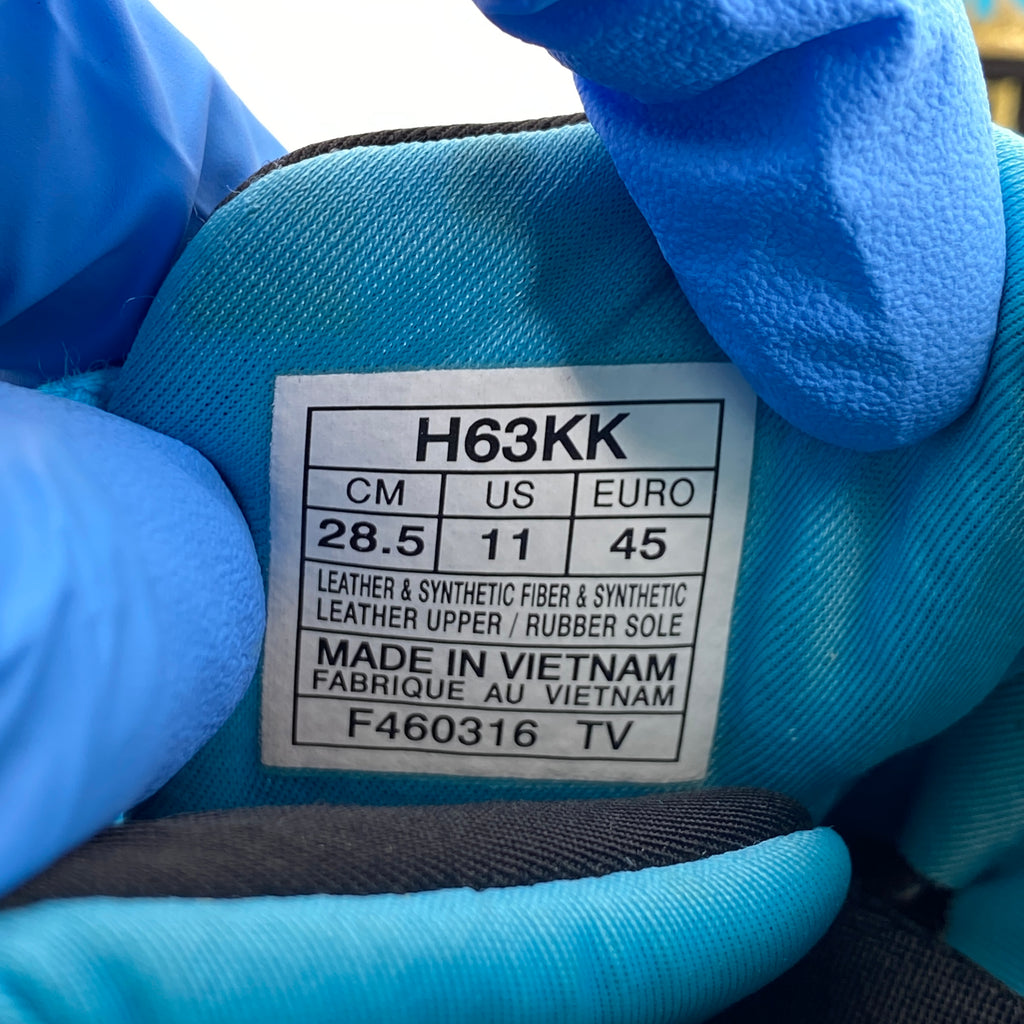 H63KK
CM US EURO
28.5 11 45
LEATHER & SYNTHETIC FIBER & SYNTHETIC
LEATHER UPPER / RUBBER SOLE
MADE IN VIETNAM
FABRIQUE AU VIETNAM
F460316 TV